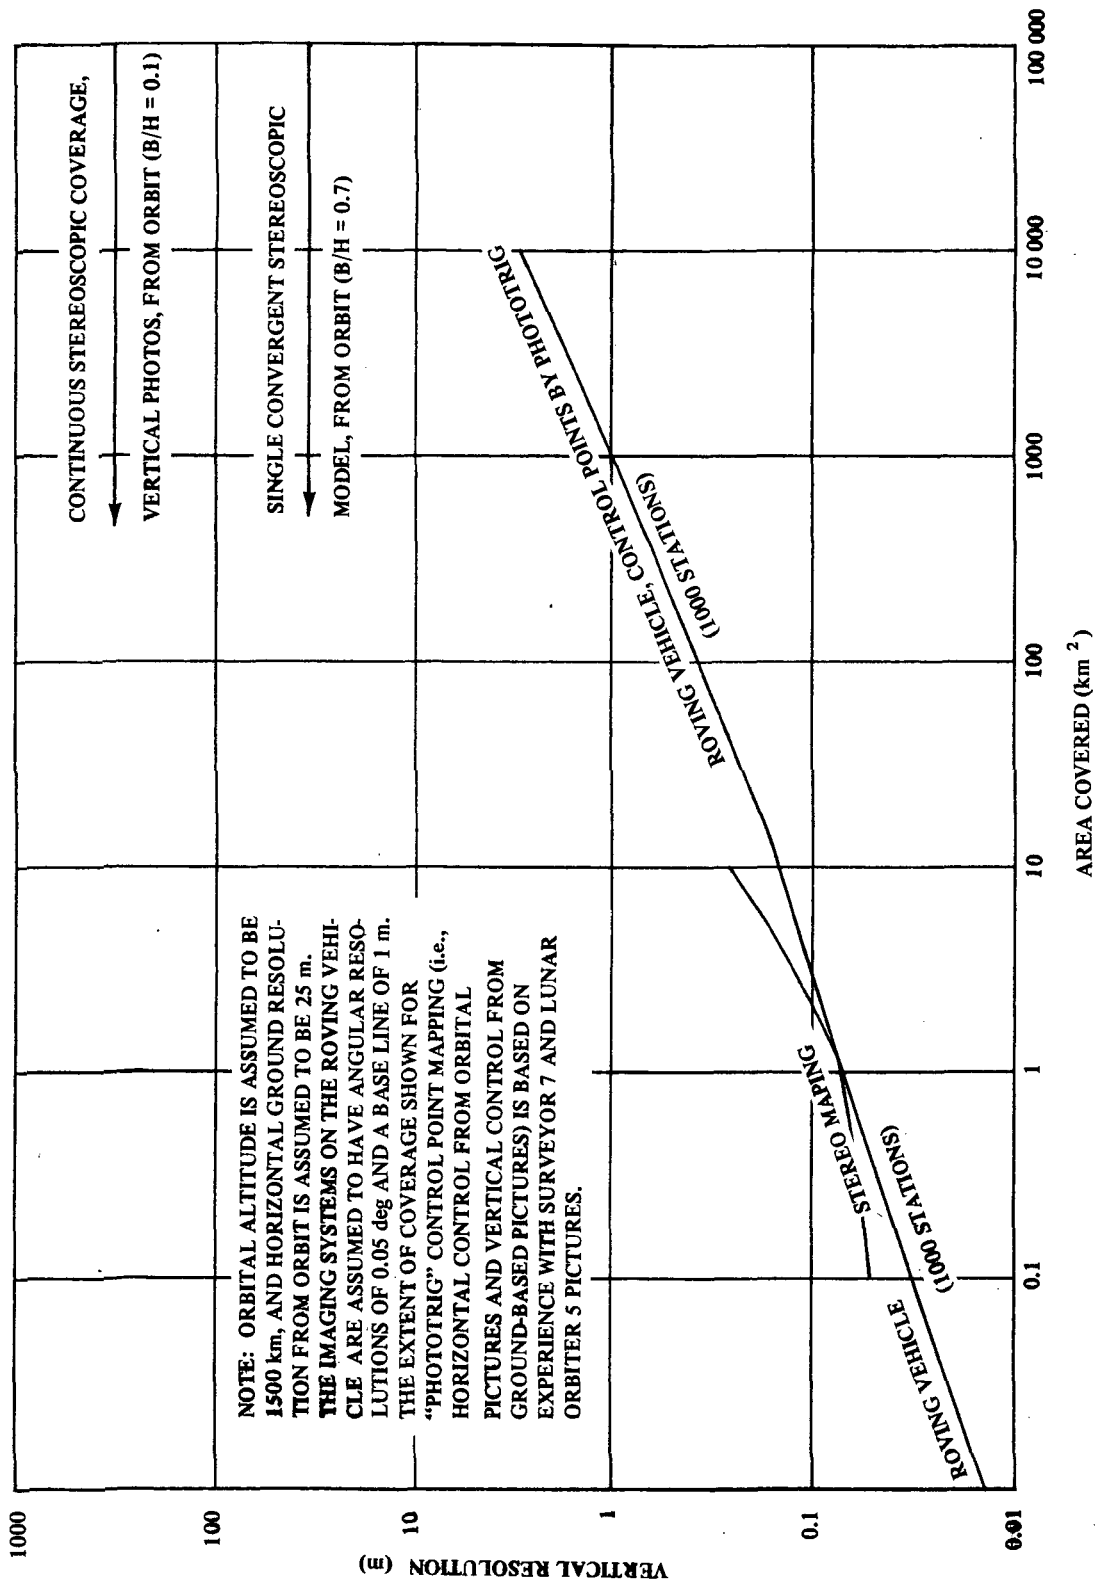 CONTINUOUS STEREOSCOPIC COVERAGE,
VERTICAL PHOTOS, FROM ORBIT (B/H = 0.1)
SINGLE CONVERGENT STEREOSCOPIC
MODEL, FROM ORBIT (B/H = 0.7)
NOTE: ORBITAL ALTITUDE IS ASSUMED TO BE
1500 km, AND HORIZONTAL GROUND RESOLU-
TION FROM ORBIT IS ASSUMED TO BE 25 m.
THE IMAGING SYSTEMS ON THE ROVING VEHI-
CLE ARE ASSUMED TO HAVE ANGULAR RESO-
LUTIONS OF 0.05 deg AND A BASE LINE OF 1 m.
THE EXTENT OF COVERAGE SHOWN FOR
"PHOTOTRIG" CONTROL POINT MAPPING (i.e.,
HORIZONTAL CONTROL FROM ORBITAL
PICTURES AND VERTICAL CONTROL FROM
GROUND-BASED PICTURES) IS BASED ON
EXPERIENCE WITH SURVEYOR 7 AND LUNAR
ORBITER 5 PICTURES.
ROVING VEHICLE, CONTROL POINTS BY PHOTOTRIG
(1000 STATIONS)
STEREO MAPING
ROVING VEHICLE
(1000 STATIONS)
1000
100
10
1
0.1
0.01
VERTICAL RESOLUTION (m)
0.1
1
10
100
1000
10 000
100 000
AREA COVERED (km ²)